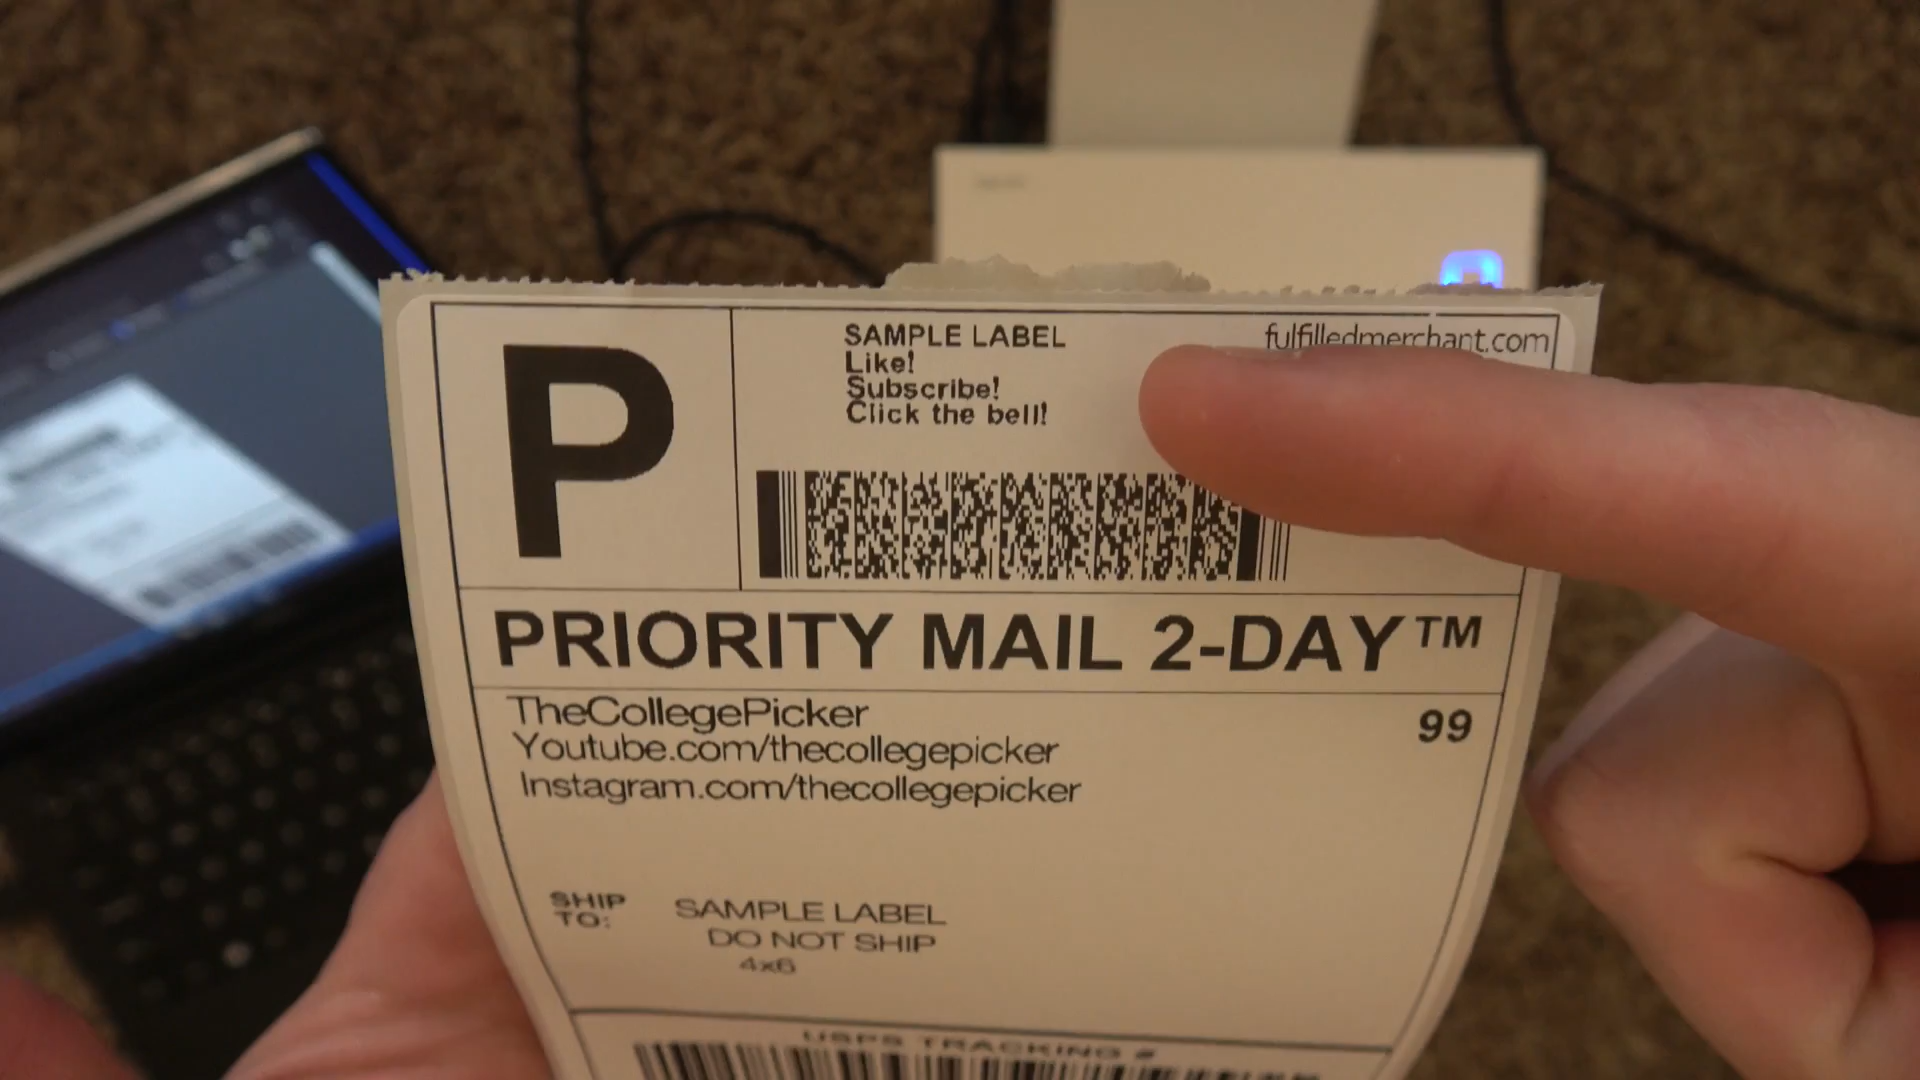 P
SAMPLE LABEL
Like!
Subscribe!
Click the bell!
fulfilledmerchant.com
PRIORITY MAIL 2-DAY™
TheCollegePicker
Youtube.com/thecollegepicker
Instagram.com/thecollegepicker
99
SHIP
TO:
SAMPLE LABEL
DO NOT SHIP
4x6
USPS TRACKING #